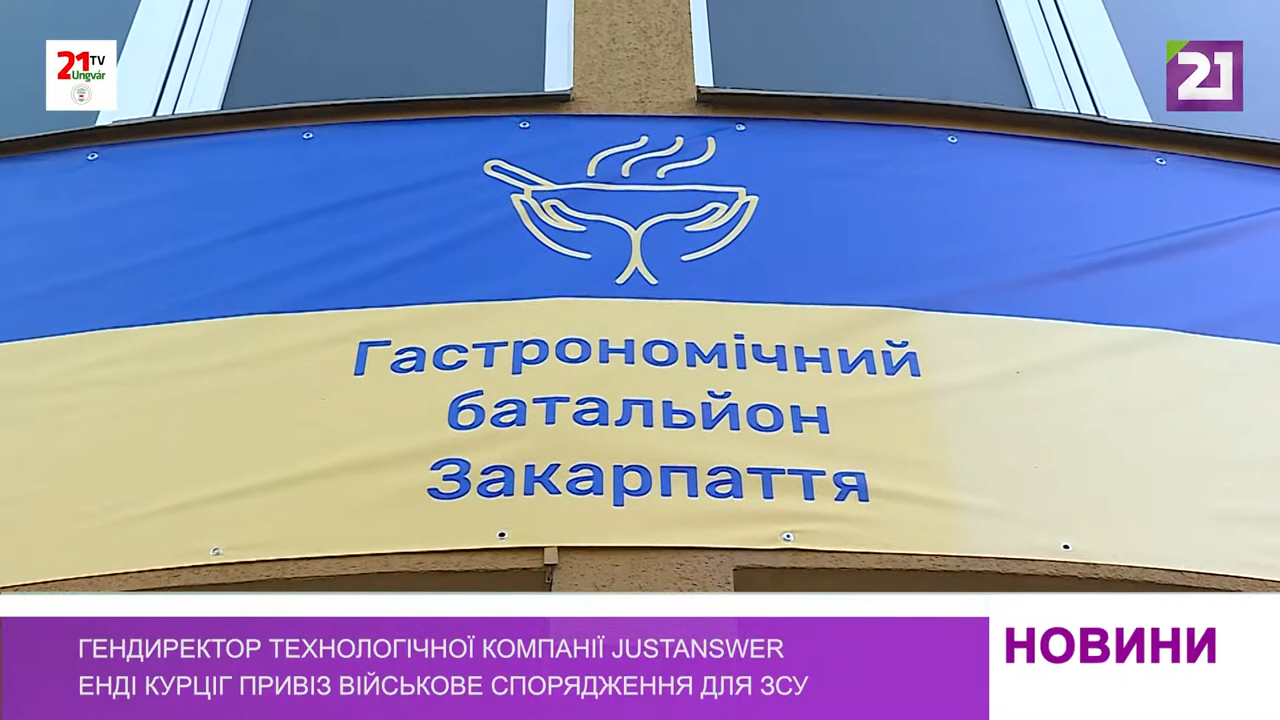 21TV
Ungvár
21
Гастрономічний
батальйон
Закарпаття
ГЕНДИРЕКТОР ТЕХНОЛОГІЧНОЇ КОМПАНІЇ JUSTANSWER
ЕНДІ КУРЦІГ ПРИВІЗ ВІЙСЬКОВЕ СПОРЯДЖЕННЯ ДЛЯ ЗСУ
НОВИНИ